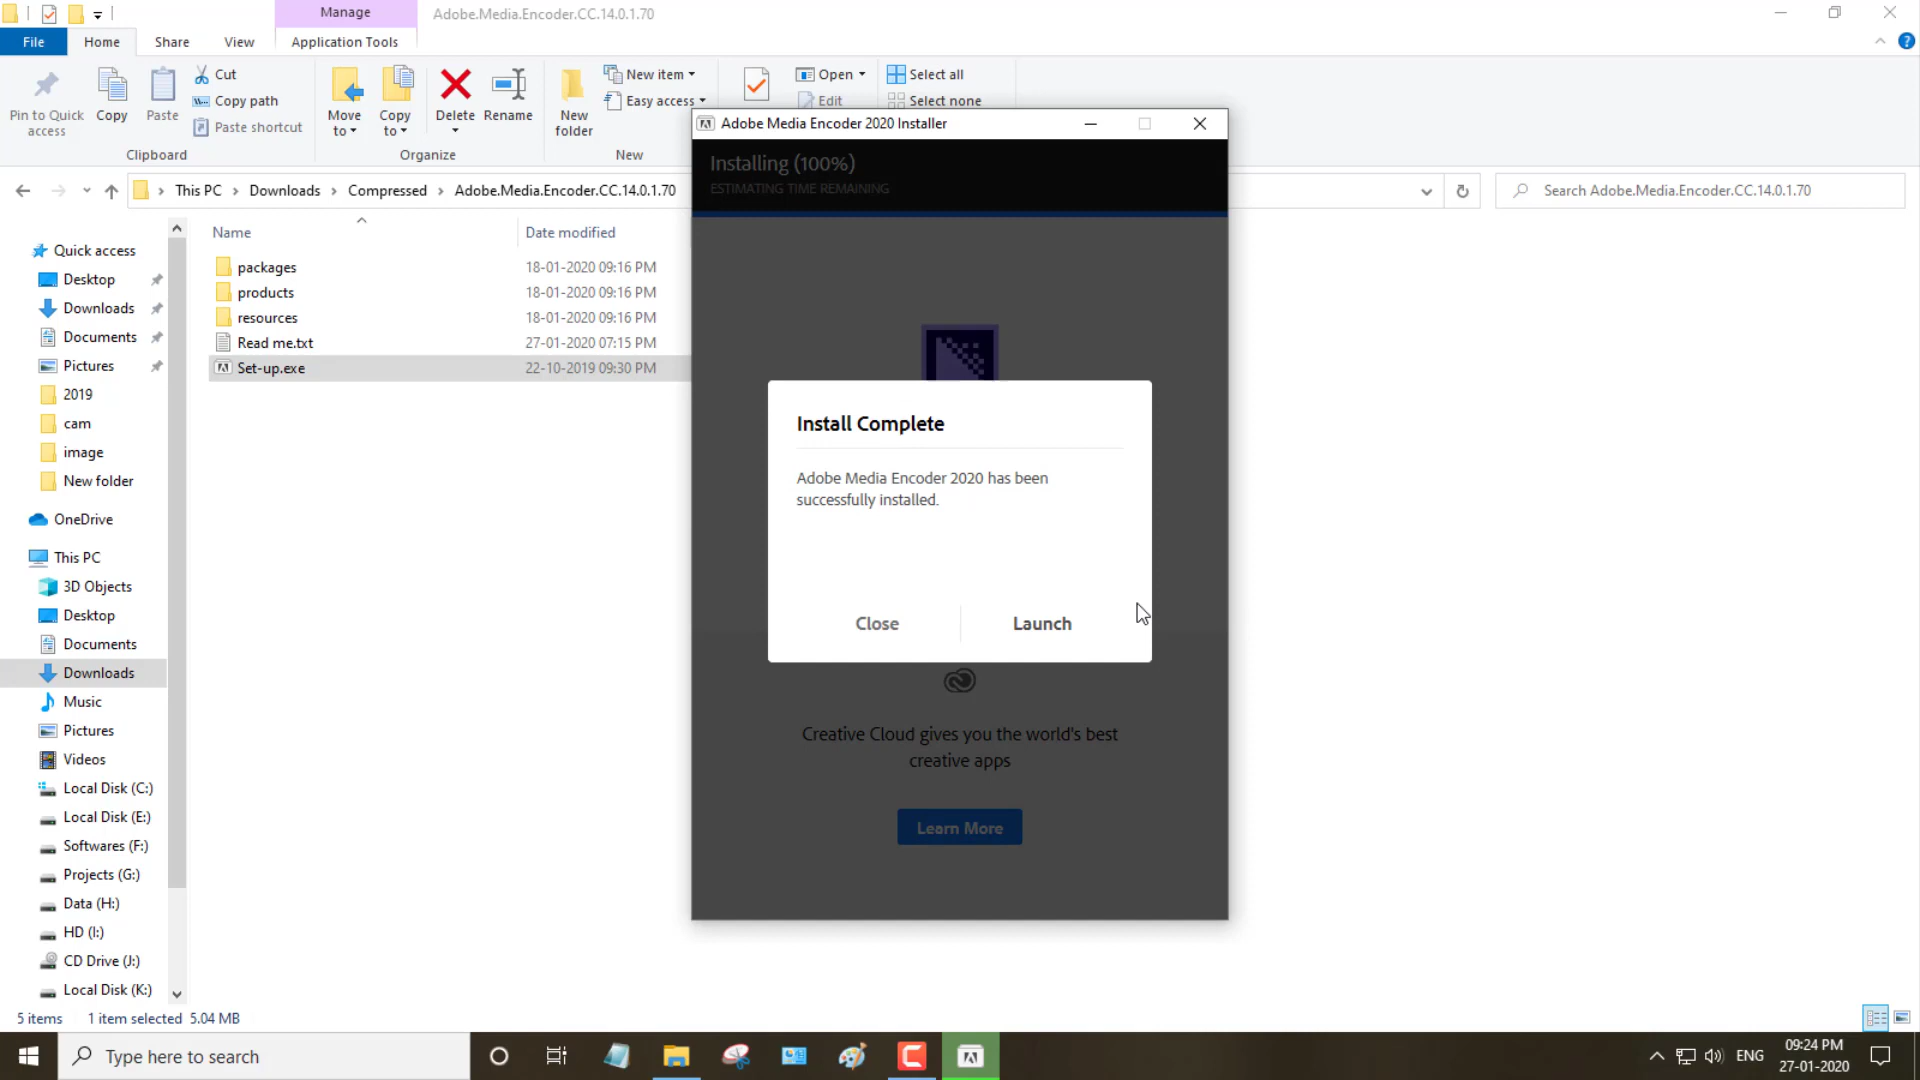 Manage
Adobe.Media.Encoder.CC.14.0.1.70
File
Home
Share
View
Application Tools
Pin to Quick
access
Copy
Paste
Cut
Copy path
Paste shortcut
Clipboard
Move
to
Copy
to
Delete
Rename
Organize
New
folder
New item
Easy access
New
Open
Edit
Select all
Select none
This PC
Downloads
Compressed
Adobe.Media.Encoder.CC.14.0.1.70
Search Adobe.Media.Encoder.CC.14.0.1.70
Name
Date modified
packages
18-01-2020 09:16 PM
products
18-01-2020 09:16 PM
resources
18-01-2020 09:16 PM
Read me.txt
27-01-2020 07:15 PM
Set-up.exe
22-10-2019 09:30 PM
Quick access
Desktop
Downloads
Documents
Pictures
2019
cam
image
New folder
OneDrive
This PC
3D Objects
Desktop
Documents
Downloads
Music
Pictures
Videos
Local Disk (C:)
Local Disk (E:)
Softwares (F:)
Projects (G:)
Data (H:)
HD (I:)
CD Drive (J:)
Local Disk (K:)
Adobe Media Encoder 2020 Installer
Installing (100%)
ESTIMATING TIME REMAINING
Install Complete
Adobe Media Encoder 2020 has been
successfully installed.
Close
Launch
Creative Cloud gives you the world's best
creative apps
Learn More
5 items
1 item selected 5.04 MB
Type here to search
ENG
09:24 PM
27-01-2020